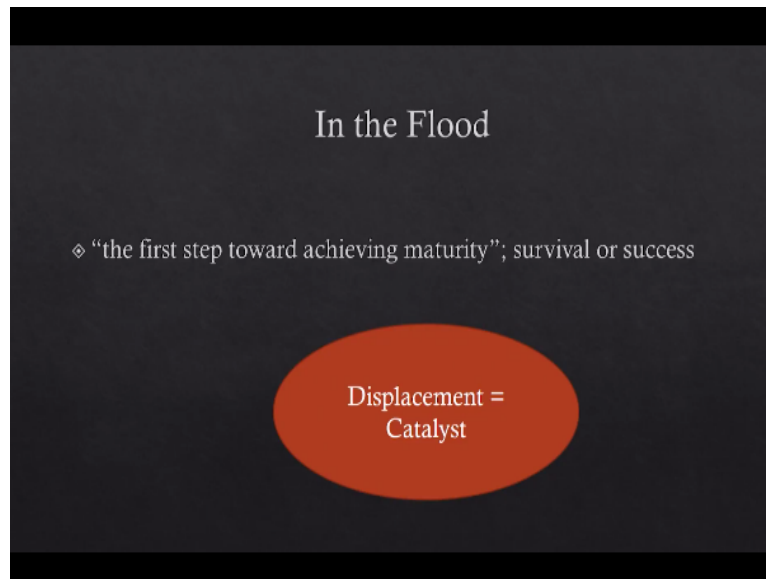 In the Flood
◈ “the first step toward achieving maturity”; survival or success
Displacement =
Catalyst